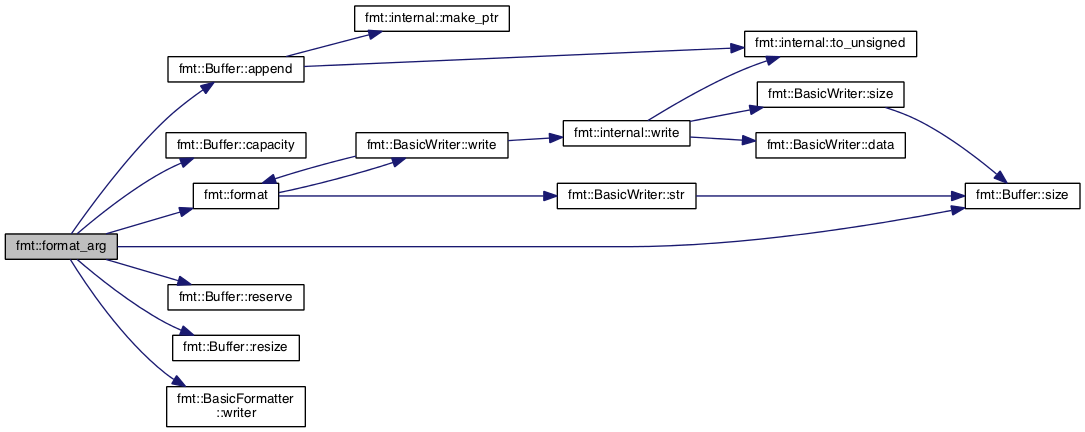 fmt::internal::make_ptr
fmt::internal::to_unsigned
fmt::Buffer::append
fmt::BasicWriter::size
fmt::internal::write
fmt::Buffer::capacity
fmt::BasicWriter::write
fmt::BasicWriter::data
fmt::format
fmt::BasicWriter::str
fmt::Buffer::size
fmt::format_arg
fmt::Buffer::reserve
fmt::Buffer::resize
fmt::BasicFormatter
::writer